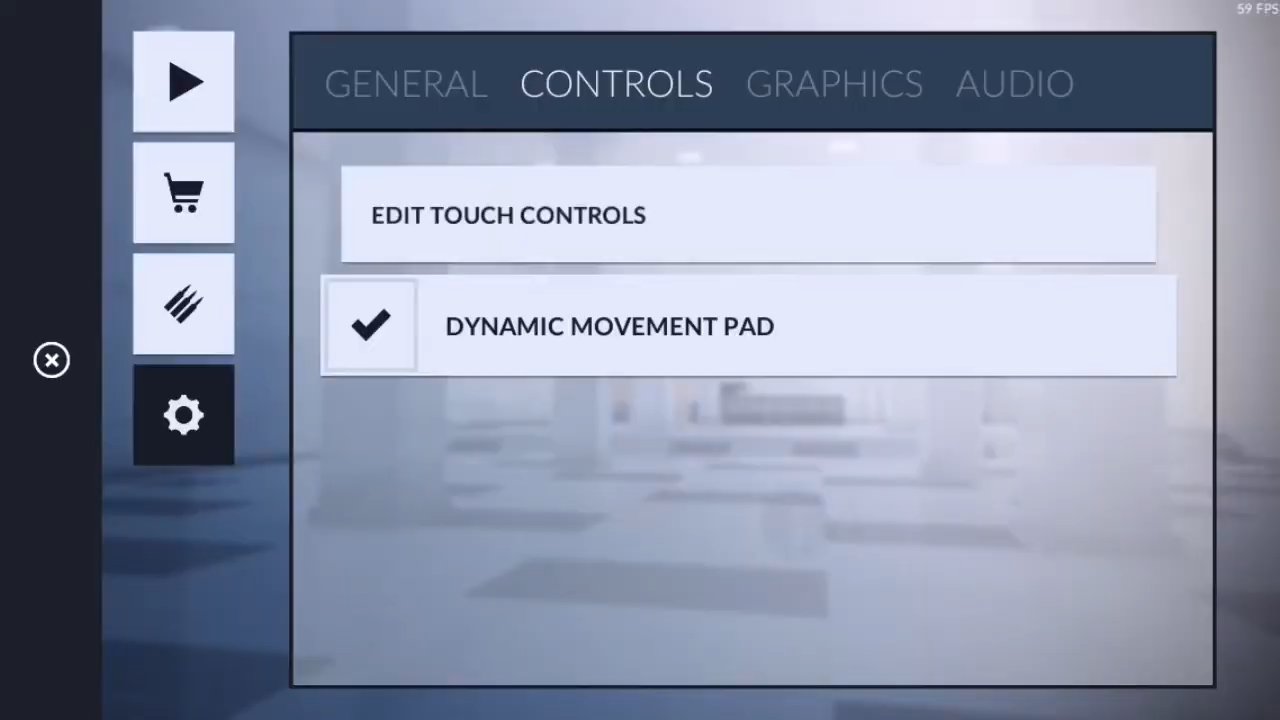 59 FPS
GENERAL CONTROLS GRAPHICS AUDIO
EDIT TOUCH CONTROLS
DYNAMIC MOVEMENT PAD